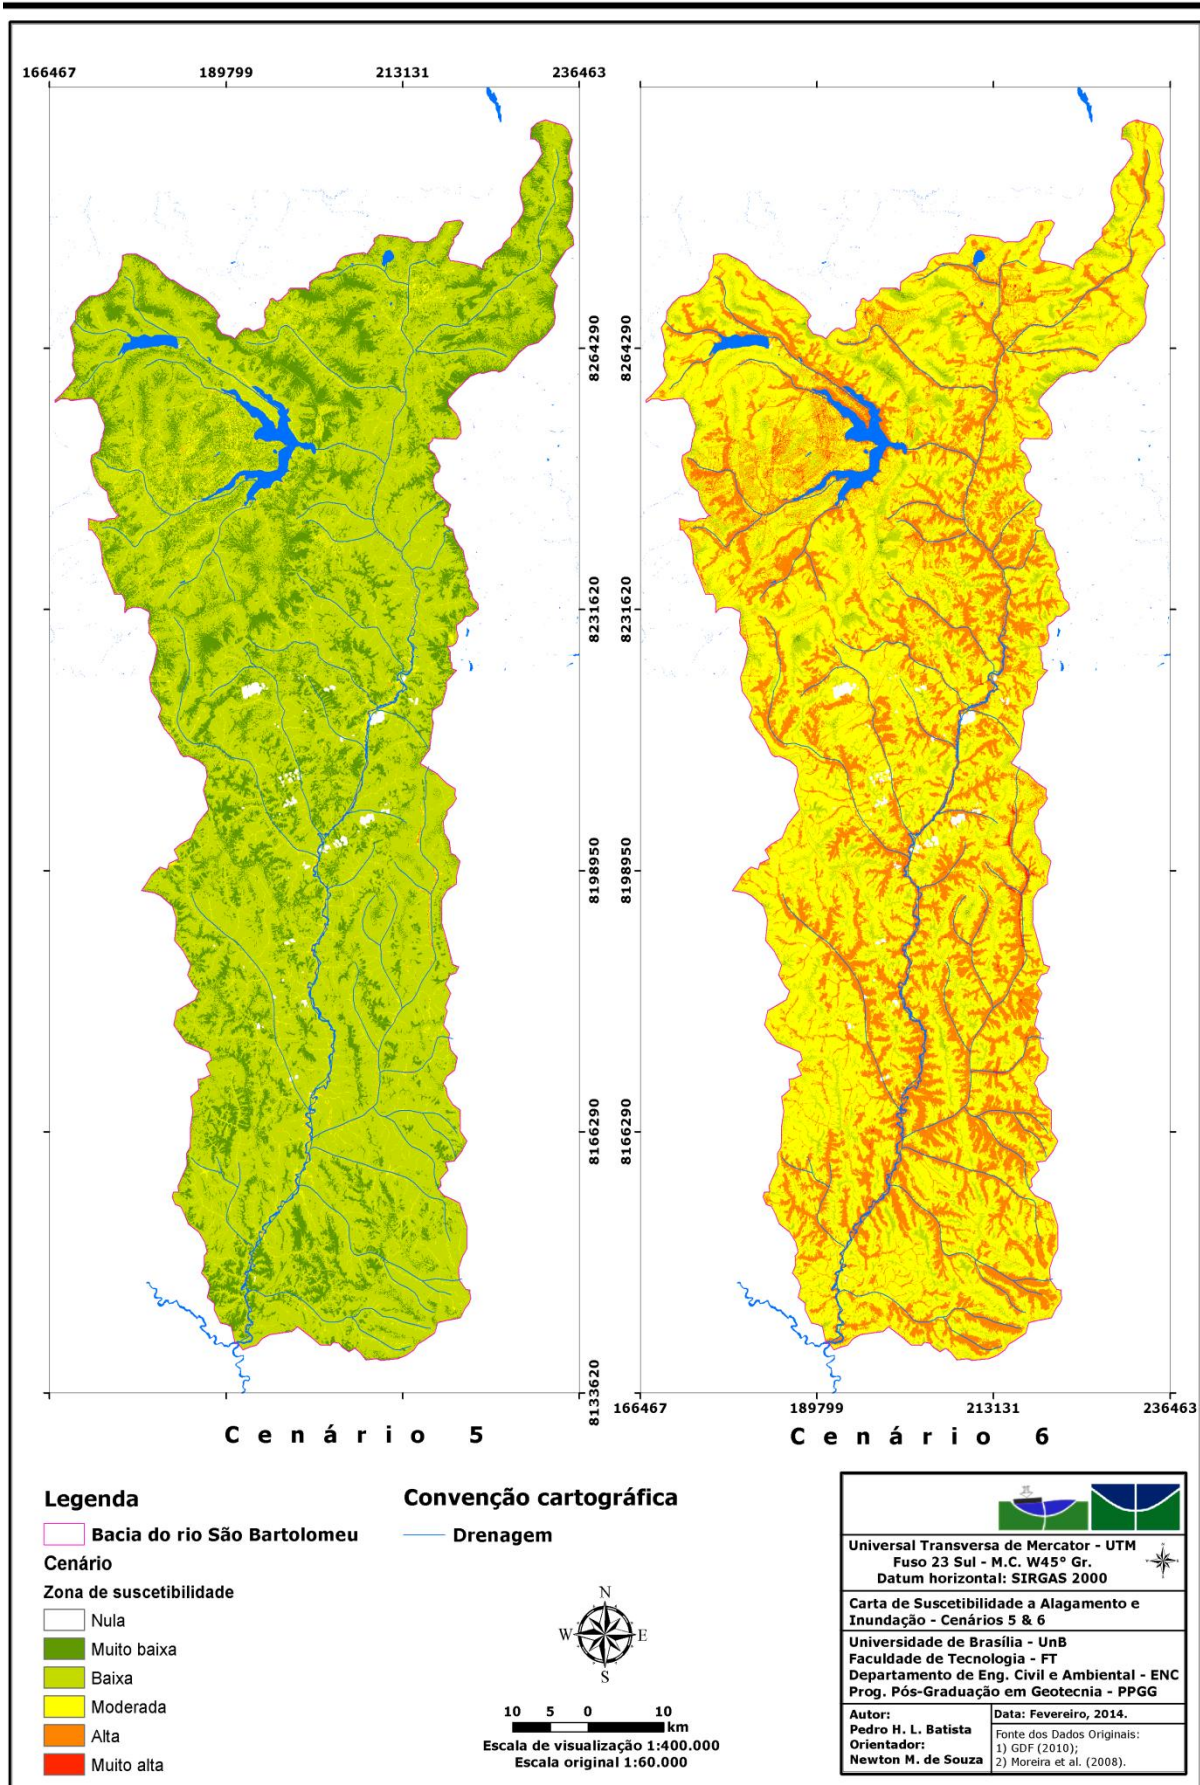 166467
189799
213131
236463
8264290
8264290
8231620
8231620
8198950
8198950
8166290
8166290
8133620
166467
189799
213131
236463
Cenário 5
Cenário 6
Legenda
Bacia do rio São Bartolomeu
Cenário
Zona de suscetibilidade
Nula
Muito baixa
Baixa
Moderada
Alta
Muito alta
Convenção cartográfica
Drenagem
N
W
E
S
10 5 0 10
km
Escala de visualização 1:400.000
Escala original 1:60.000
Universal Transversa de Mercator - UTM
Fuso 23 Sul - M.C. W45° Gr.
Datum horizontal: SIRGAS 2000
Carta de Suscetibilidade a Alagamento e
Inundação - Cenários 5 & 6
Universidade de Brasília - UnB
Faculdade de Tecnologia - FT
Departamento de Eng. Civil e Ambiental - ENC
Prog. Pós-Graduação em Geotecnia - PPGG
Autor:
Pedro H. L. Batista
Orientador:
Newton M. de Souza
Data: Fevereiro, 2014.
Fonte dos Dados Originais:
1) GDF (2010);
2) Moreira et al. (2008).